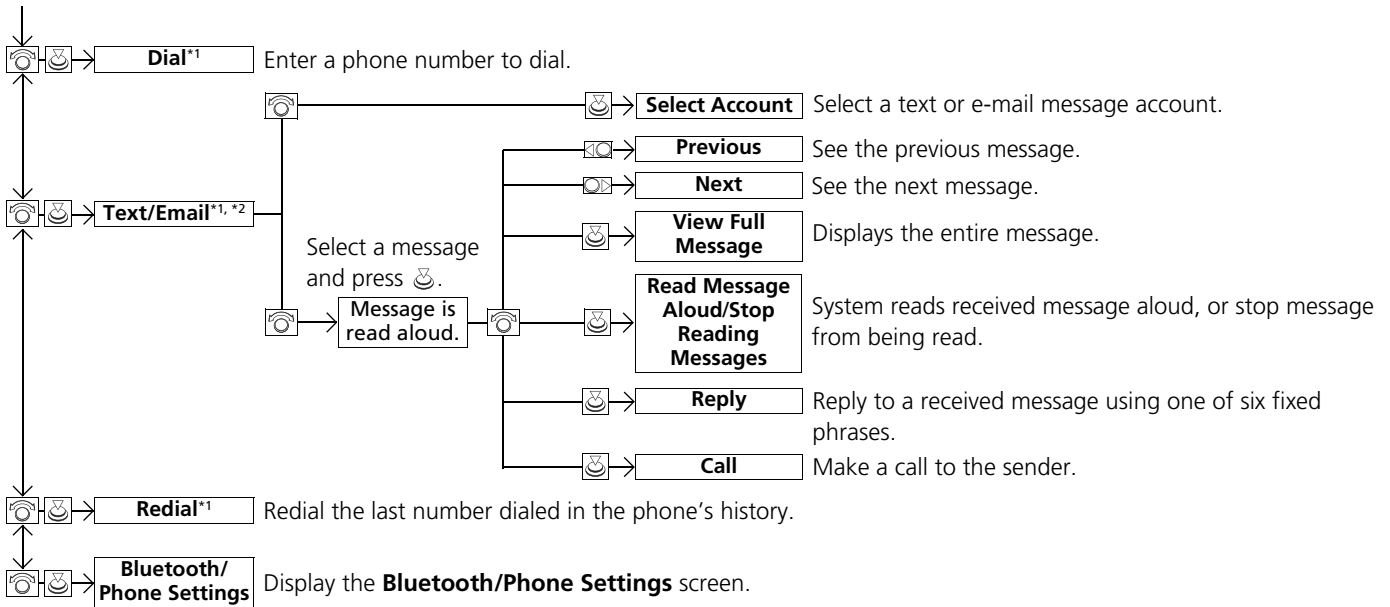 Dial*1 Enter a phone number to dial.
Select Account Select a text or e-mail message account.
Previous See the previous message.
Next See the next message.
Text/Email*1, *2
View Full
Message
Displays the entire message.
Select a message
and press
Message is
read aloud.
Read Message
Aloud/Stop
Reading
Messages
System reads received message aloud, or stop message
from being read.
Reply Reply to a received message using one of six fixed
phrases.
Call Make a call to the sender.
Redial*1 Redial the last number dialed in the phone's history.
Bluetooth/
Phone Settings
Display the Bluetooth/Phone Settings screen.